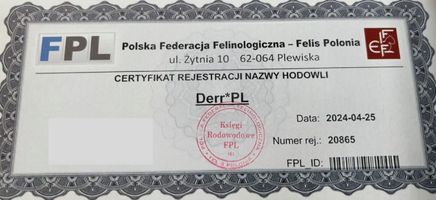 FPL
Polska Federacja Felinologiczna – Felis Polonia
ul. Żytnia 10 62-064 Plewiska
CERTYFIKAT REJESTRACJI NAZWY HODOWLI
Derr*PL
Księgi
Rodowodowe
FPL
Data: 2024-04-25
Numer rej.: 20865
FPL ID: